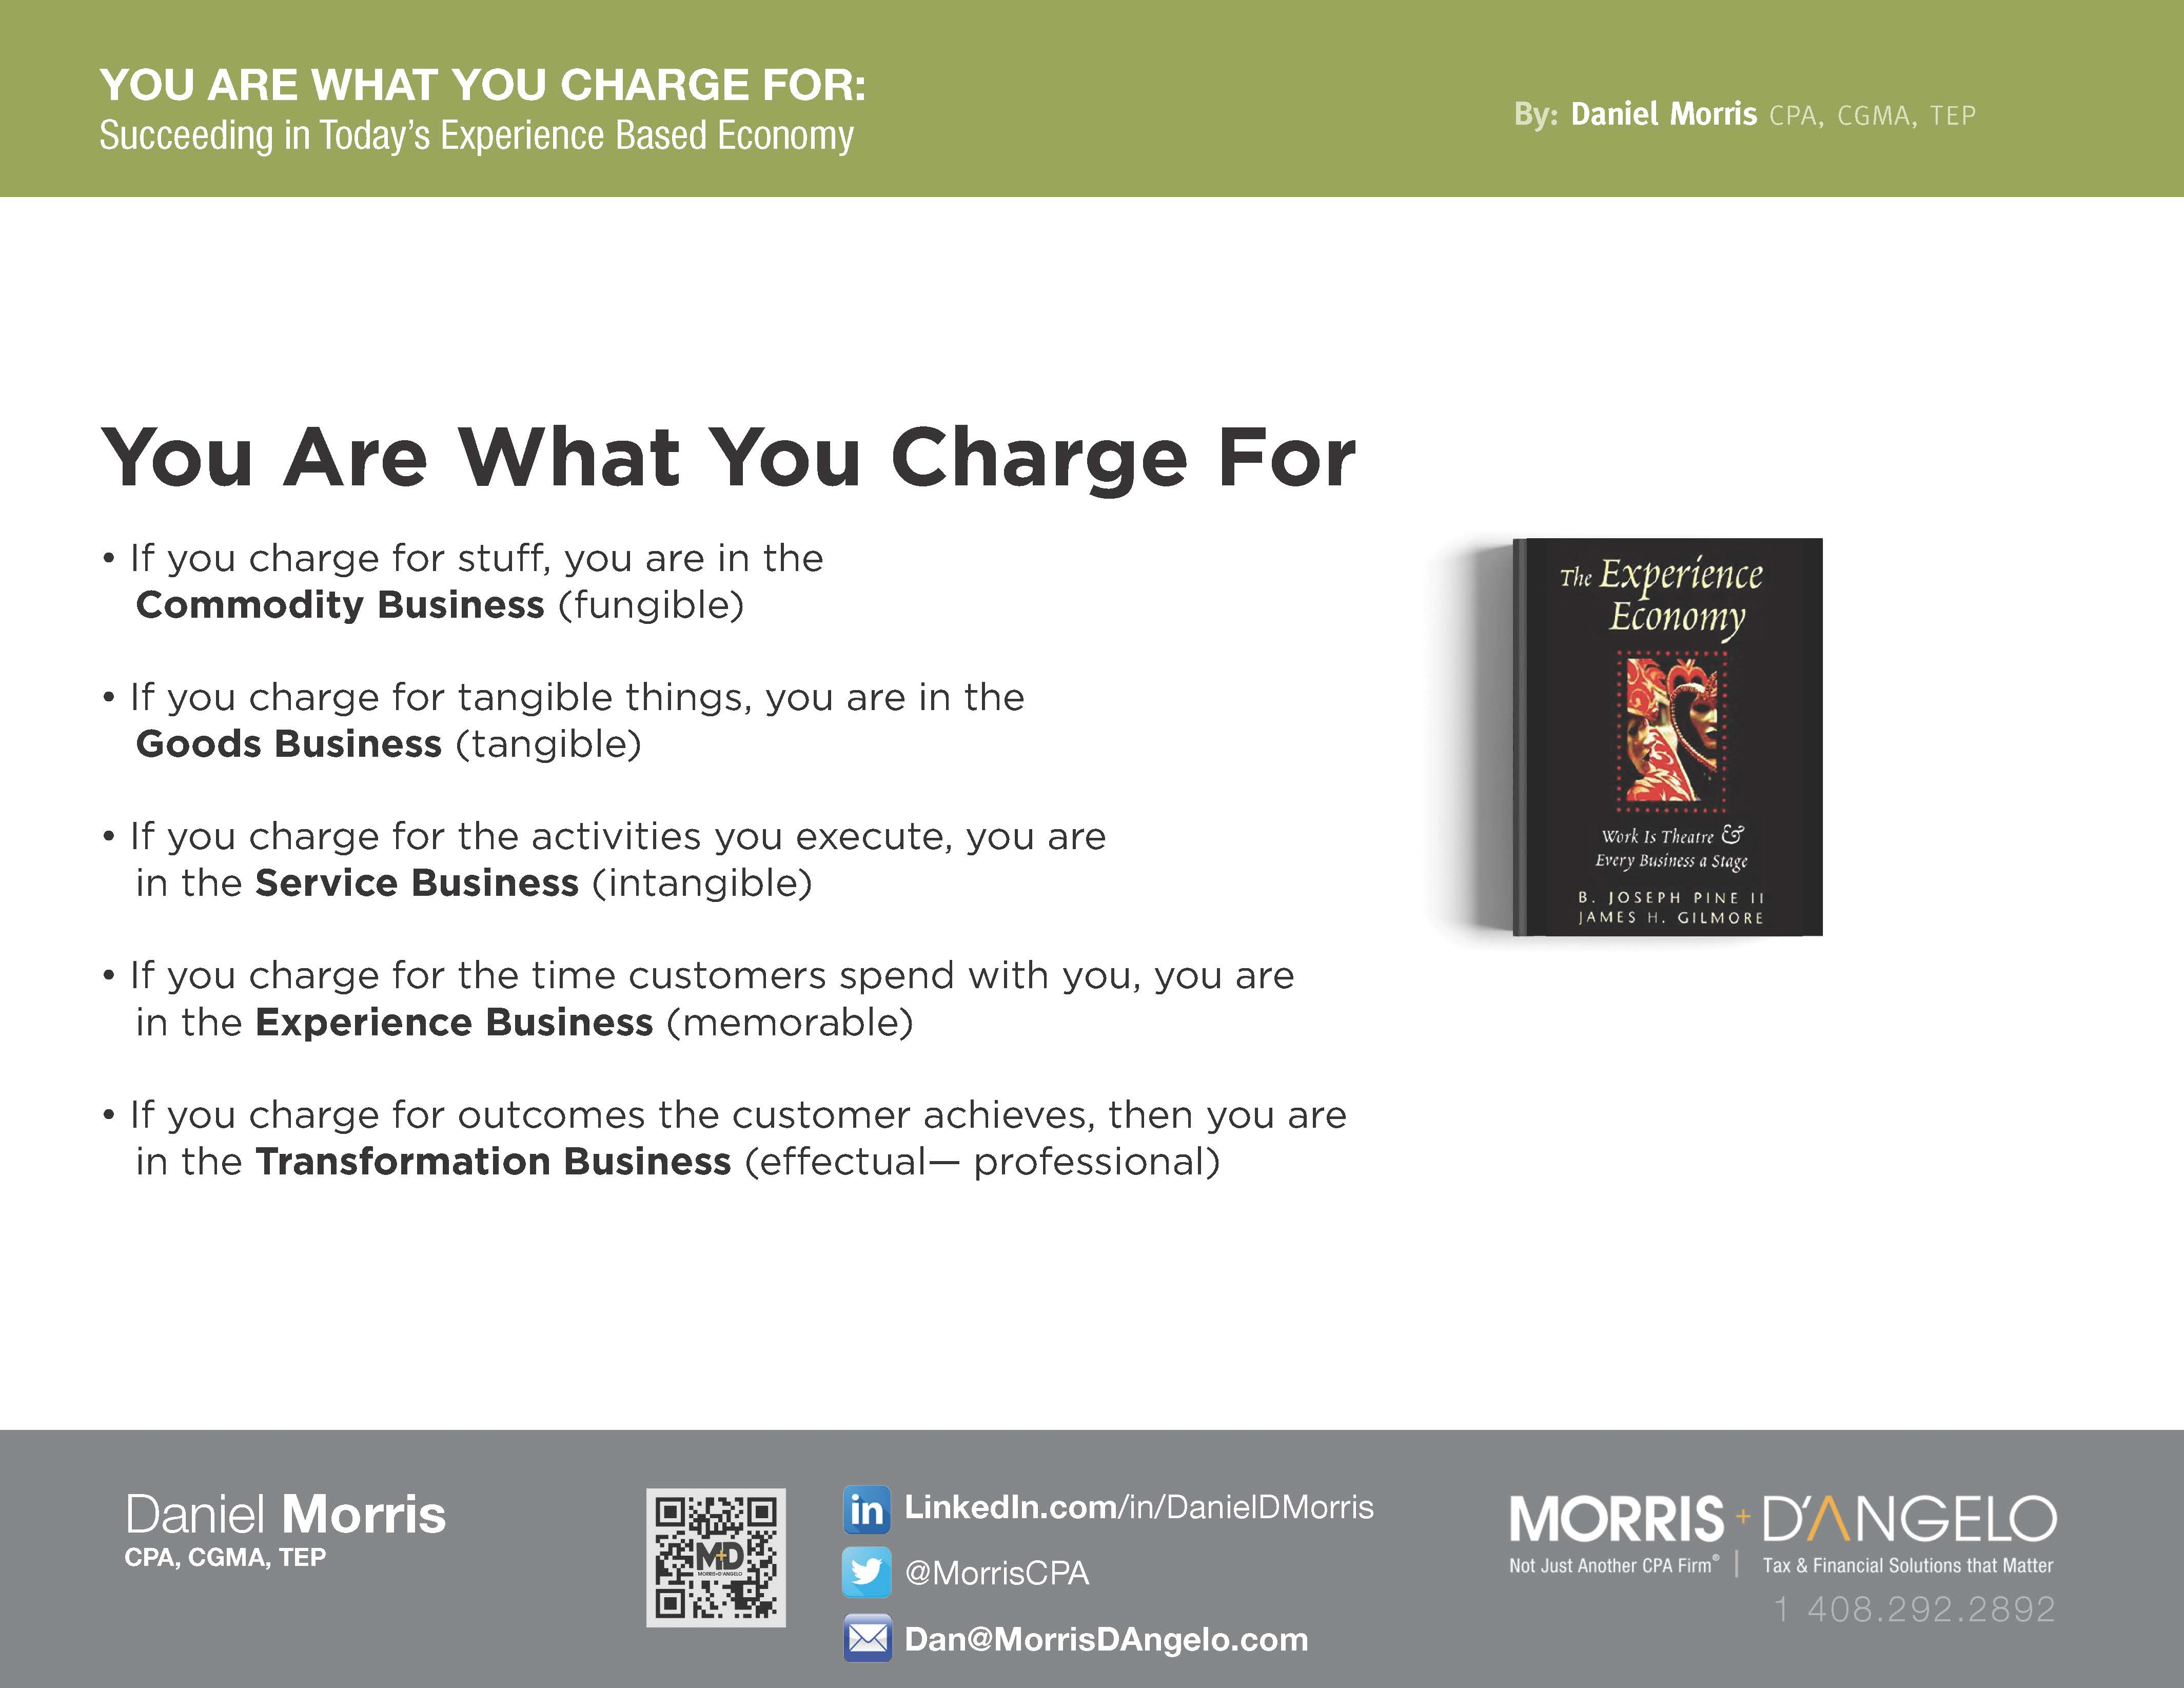 YOU ARE WHAT YOU CHARGE FOR:
Succeeding in Today's Experience Based Economy
By: Daniel Morris CPA, CGMA, TEP
You Are What You Charge For
• If you charge for stuff, you are in the
Commodity Business (fungible)
• If you charge for tangible things, you are in the
Goods Business (tangible)
• If you charge for the activities you execute, you are
in the Service Business (intangible)
• If you charge for the time customers spend with you, you are
in the Experience Business (memorable)
• If you charge for outcomes the customer achieves, then you are
in the Transformation Business (effectual— professional)
The Experience
Economy
Work Is Theatre &
Every Business a Stage
B. JOSEPH PINE II
JAMES H. GILMORE
Daniel Morris
CPA, CGMA, TEP
M+D
MORRIS+D'ANGELO
in LinkedIn.com/in/DanielDMorris
@MorrisCPA
Dan@MorrisDAngelo.com
MORRIS + D'ANGELO
Not Just Another CPA Firm® | Tax & Financial Solutions that Matter
1 408.292.2892